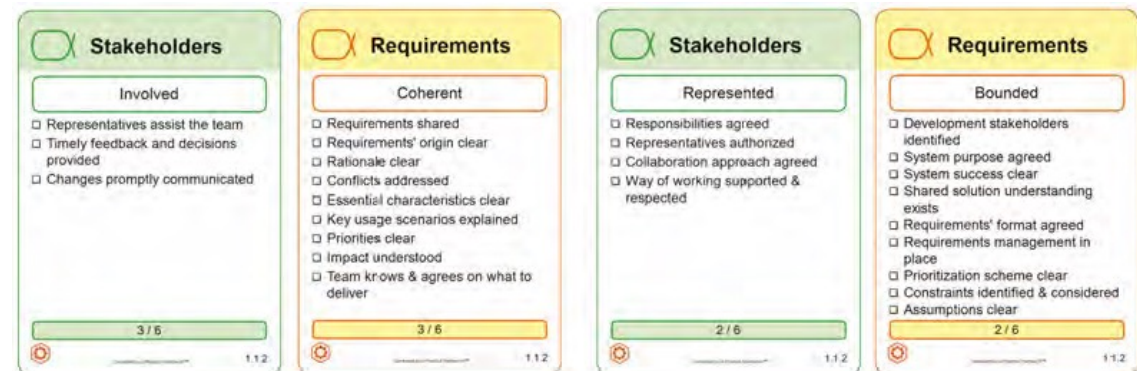 Stakeholders
Involved
☐ Representatives assist the team
☐ Timely feedback and decisions
provided
☐ Changes promptly communicated
3 / 6
1.1.2
Requirements
Coherent
☐ Requirements shared
☐ Requirements' origin clear
☐ Rationale clear
☐ Conflicts addressed
☐ Essential characteristics clear
☐ Key usage scenarios explained
☐ Priorities clear
☐ Impact understood
☐ Team knows & agrees on what to
deliver
3 / 6
1.1.2
Stakeholders
Represented
☐ Responsibilities agreed
☐ Representatives authorized
☐ Collaboration approach agreed
☐ Way of working supported &
respected
2 / 6
1.1.2
Requirements
Bounded
☐ Development stakeholders
identified
☐ System purpose agreed
☐ System success clear
☐ Shared solution understanding
exists
☐ Requirements' format agreed
☐ Requirements management in
place
☐ Prioritization scheme clear
☐ Constraints identified & considered
☐ Assumptions clear
2 / 6
1.1.2